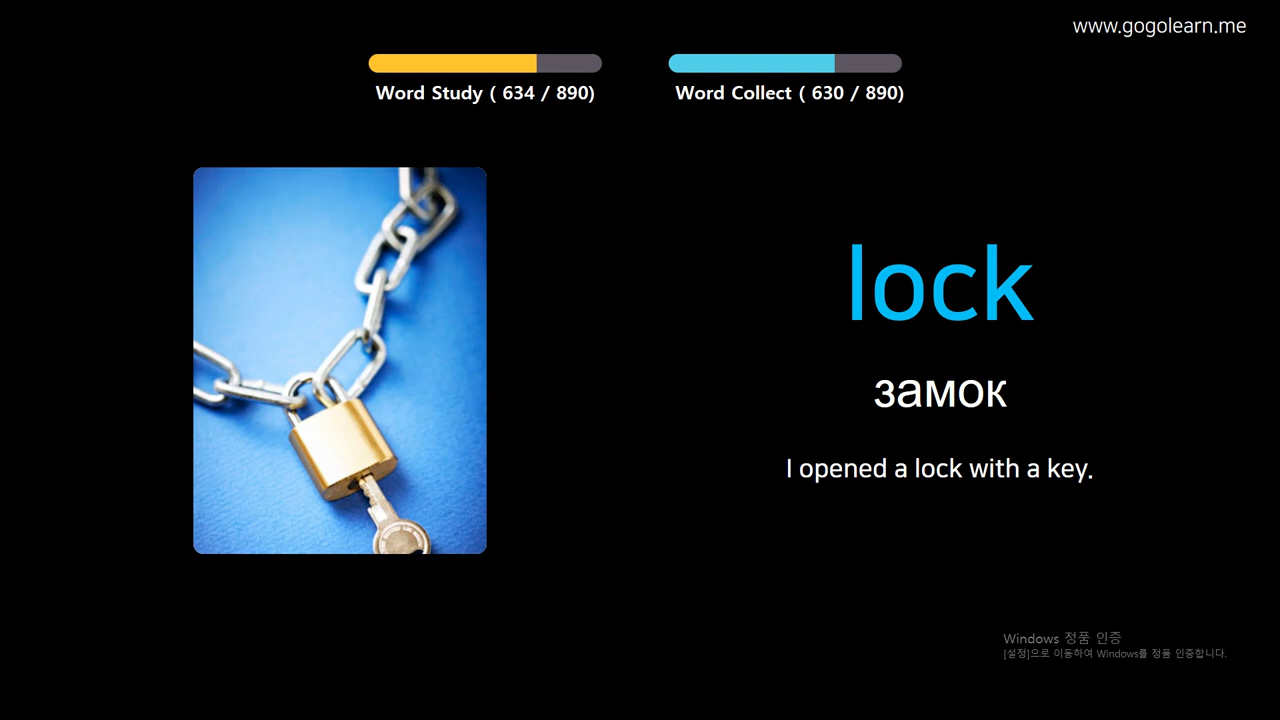 www.gogolearn.me
Word Study ( 634 / 890)
Word Collect ( 630 / 890)
lock
замок
I opened a lock with a key.
Windows 정품 인증
[설정]으로 이동하여 Windows를 정품 인증합니다.